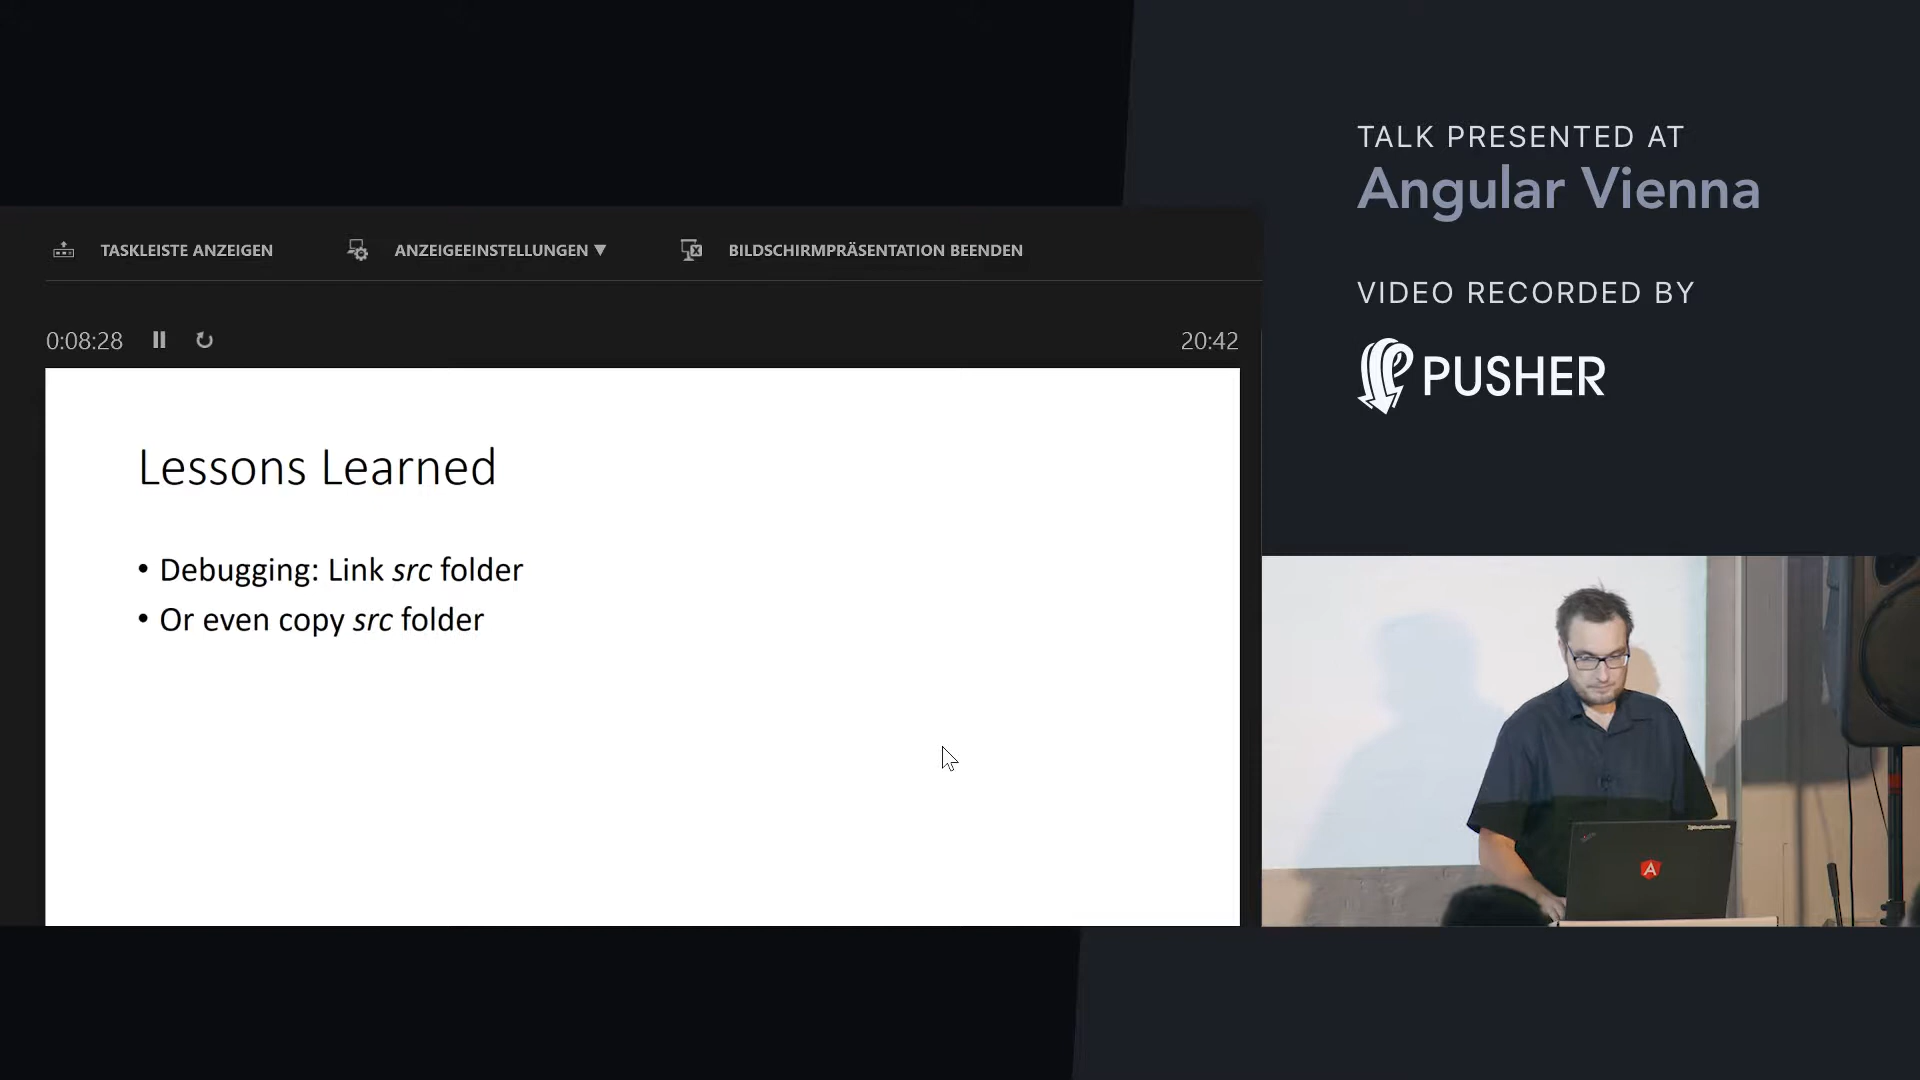 TALK PRESENTED AT
Angular Vienna
VIDEO RECORDED BY
PUSHER
TASKLEISTE ANZEIGEN
ANZEIGEEINSTELLUNGEN ▼
BILDSCHIRMPRÄSENTATION BEENDEN
0:08:28
20:42
Lessons Learned
• Debugging: Link src folder
• Or even copy src folder
A